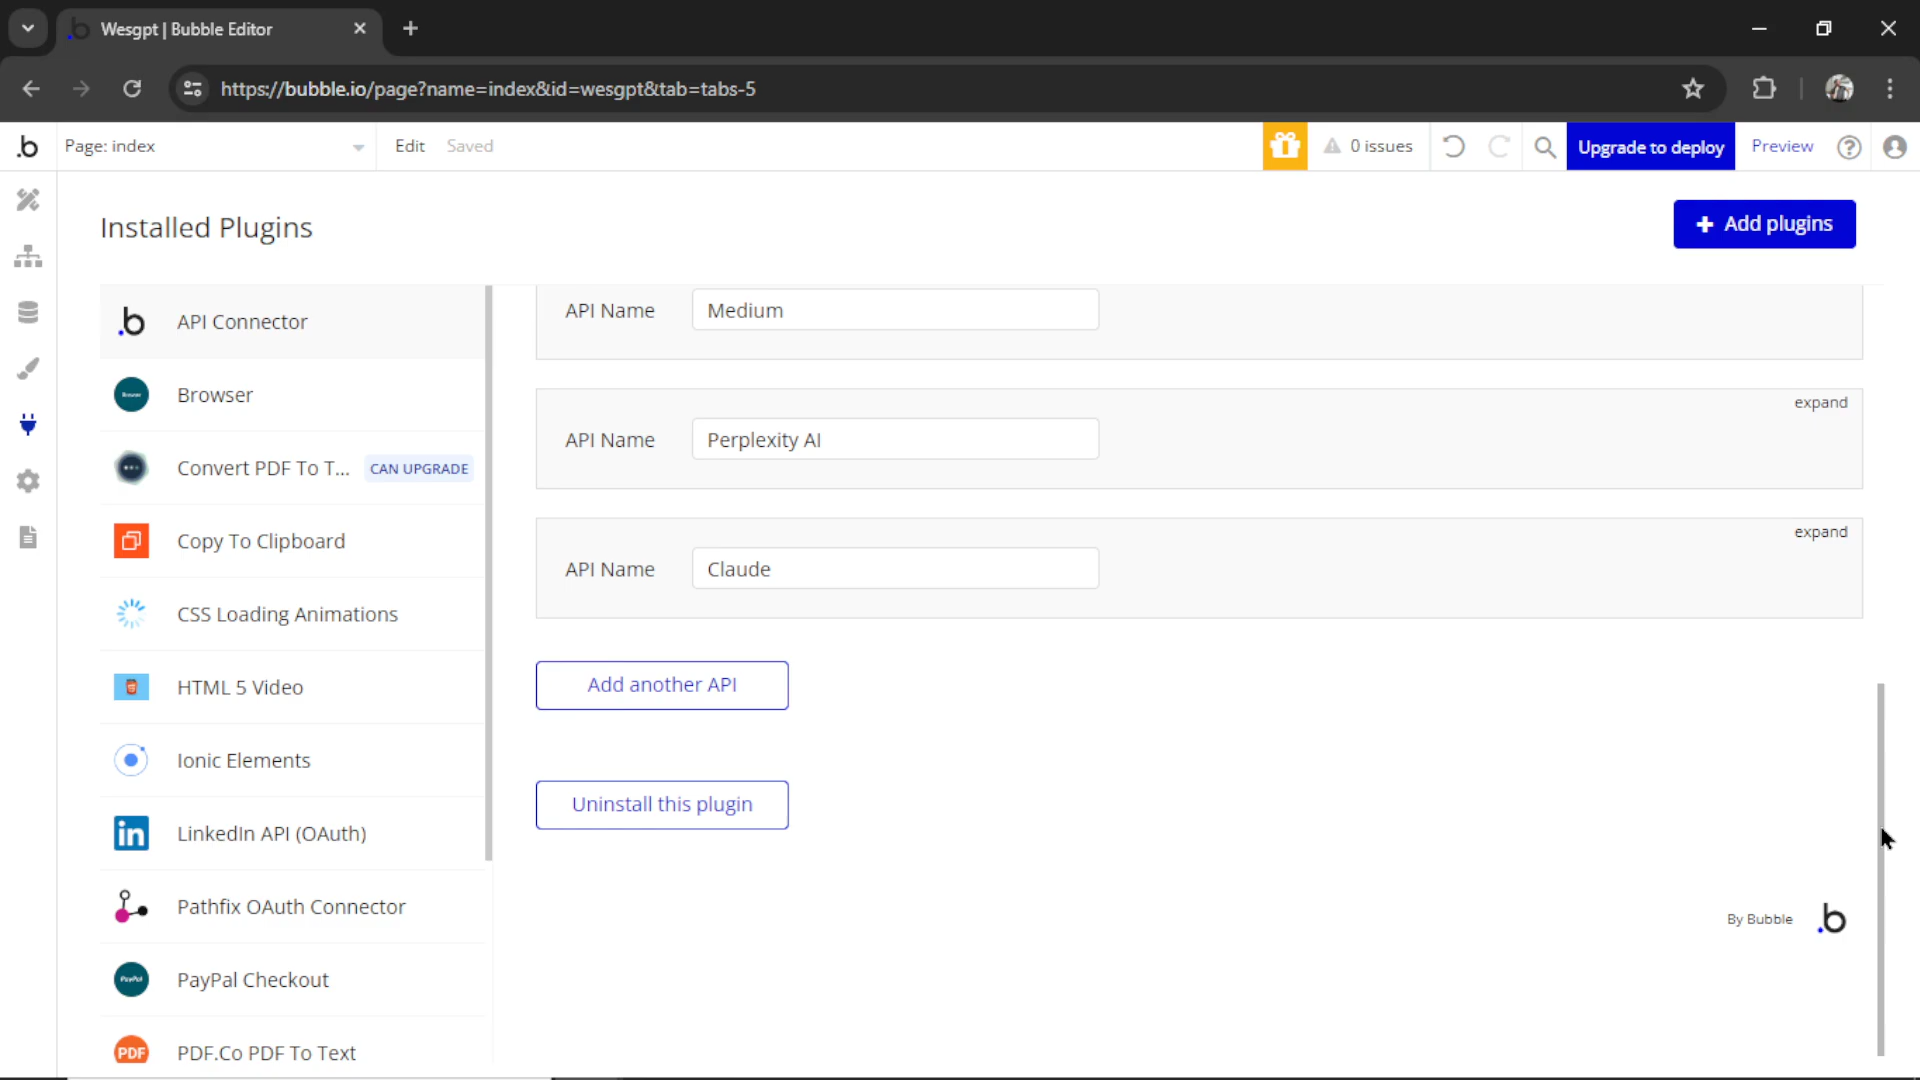 Wesgpt | Bubble Editor
https://bubble.io/page?name=index&id=wesgpt&tab=tabs-5
Page: index
Edit
Saved
0 issues
Upgrade to deploy
Preview
Installed Plugins
Add plugins
API Connector
Browser
Convert PDF To T...
CAN UPGRADE
Copy To Clipboard
CSS Loading Animations
HTML 5 Video
Ionic Elements
LinkedIn API (OAuth)
Pathfix OAuth Connector
PayPal
PayPal Checkout
PDF
PDF.Co PDF To Text
API Name
Medium
expand
API Name
Perplexity AI
expand
API Name
Claude
Add another API
Uninstall this plugin
By Bubble